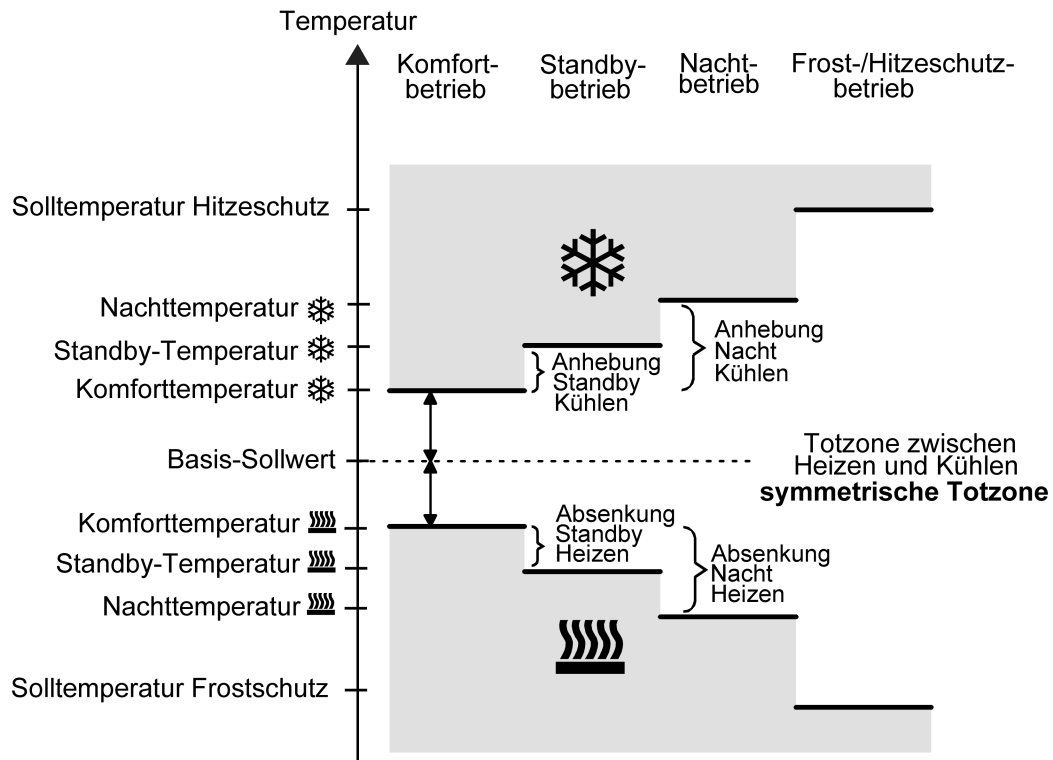 Temperatur
Komfort-
betrieb
Standby-
betrieb
Nacht-
betrieb
Frost-/Hitzeschutz-
betrieb
Solltemperatur Hitzeschutz
Nachttemperatur
Standby-Temperatur
Komforttemperatur
Anhebung
Standby
Kühlen
Anhebung
Nacht
Kühlen
Basis-Sollwert
Totzone zwischen
Heizen und Kühlen
symmetrische Totzone
Komforttemperatur
Standby-Temperatur
Nachttemperatur
Absenkung
Standby
Heizen
Absenkung
Nacht
Heizen
Solltemperatur Frostschutz